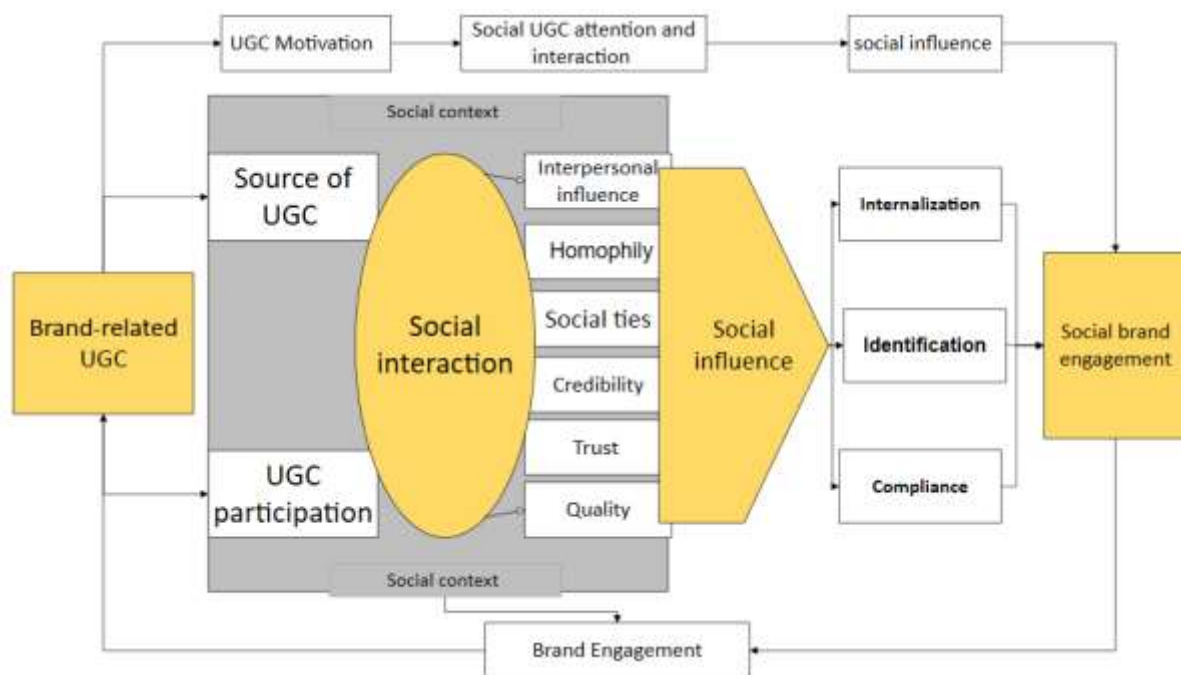 UGC Motivation
Social UGC attention and
interaction
social influence
Social context
Source of
UGC
Interpersonal
influence
Internalization
Homophily
Brand-related
UGC
Social
interaction
Social ties
Social
influence
Identification
Social brand
engagement
Credibility
Trust
UGC
participation
Quality
Compliance
Social context
Brand Engagement